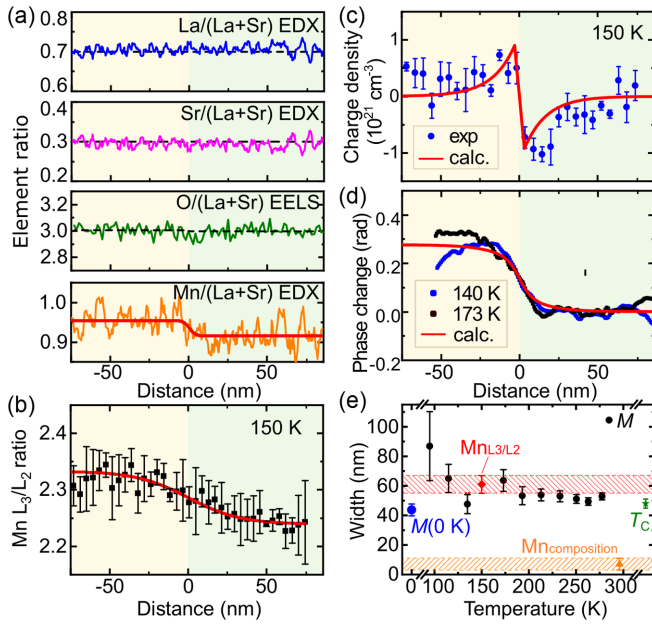 (a)
La/(La+Sr) EDX
0.8
0.7
0.6
Sr/(La+Sr) EDX
0.4
0.3
0.2
O/(La+Sr) EELS
3.2
3.0
2.8
Mn/(La+Sr) EDX
1.0
0.9
Element ratio
-50 0 50
Distance (nm)
(b)
150 K
2.4
2.3
2.2
Mn L3/L2 ratio
-50 0 50
Distance (nm)
(c)
150 K
1
0
-1
Charge density
(10²¹ cm⁻³)
exp
calc.
(d)
0.4
0.2
0.0
-0.2
Phase change (rad)
140 K
173 K
calc.
-50 0 50
Distance (nm)
(e)
M
MnL3/L2
M(0 K)
TC
Mncomposition
100
80
60
40
20
0
Width (nm)
0 100 150 200 250 300
Temperature (K)